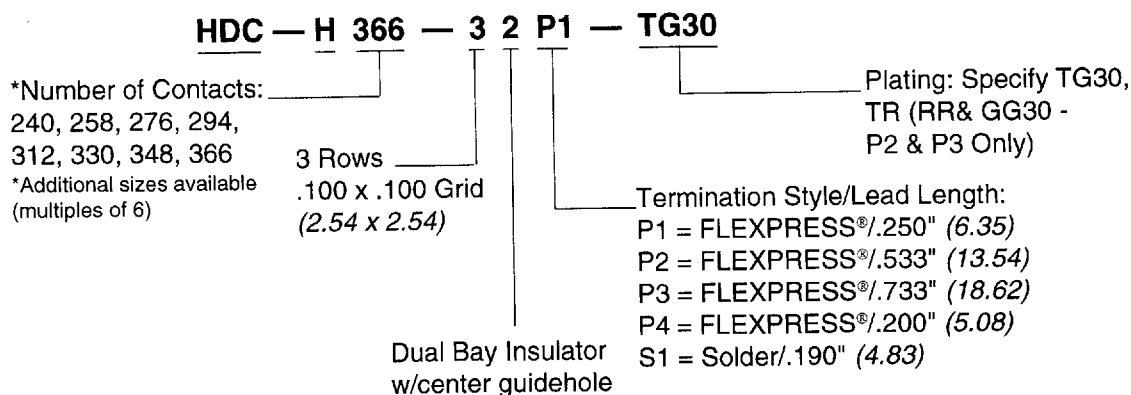 HDC — H 366 — 3 2 P1 — TG30
*Number of Contacts:
240, 258, 276, 294,
312, 330, 348, 366
*Additional sizes available
(multiples of 6)
3 Rows
.100 x .100 Grid
(2.54 x 2.54)
Dual Bay Insulator
w/center guidehole
Plating: Specify TG30,
TR (RR& GG30 -
P2 & P3 Only)
Termination Style/Lead Length:
P1 = FLEXPRESS®/.250" (6.35)
P2 = FLEXPRESS®/.533" (13.54)
P3 = FLEXPRESS®/.733" (18.62)
P4 = FLEXPRESS®/.200" (5.08)
S1 = Solder/.190" (4.83)